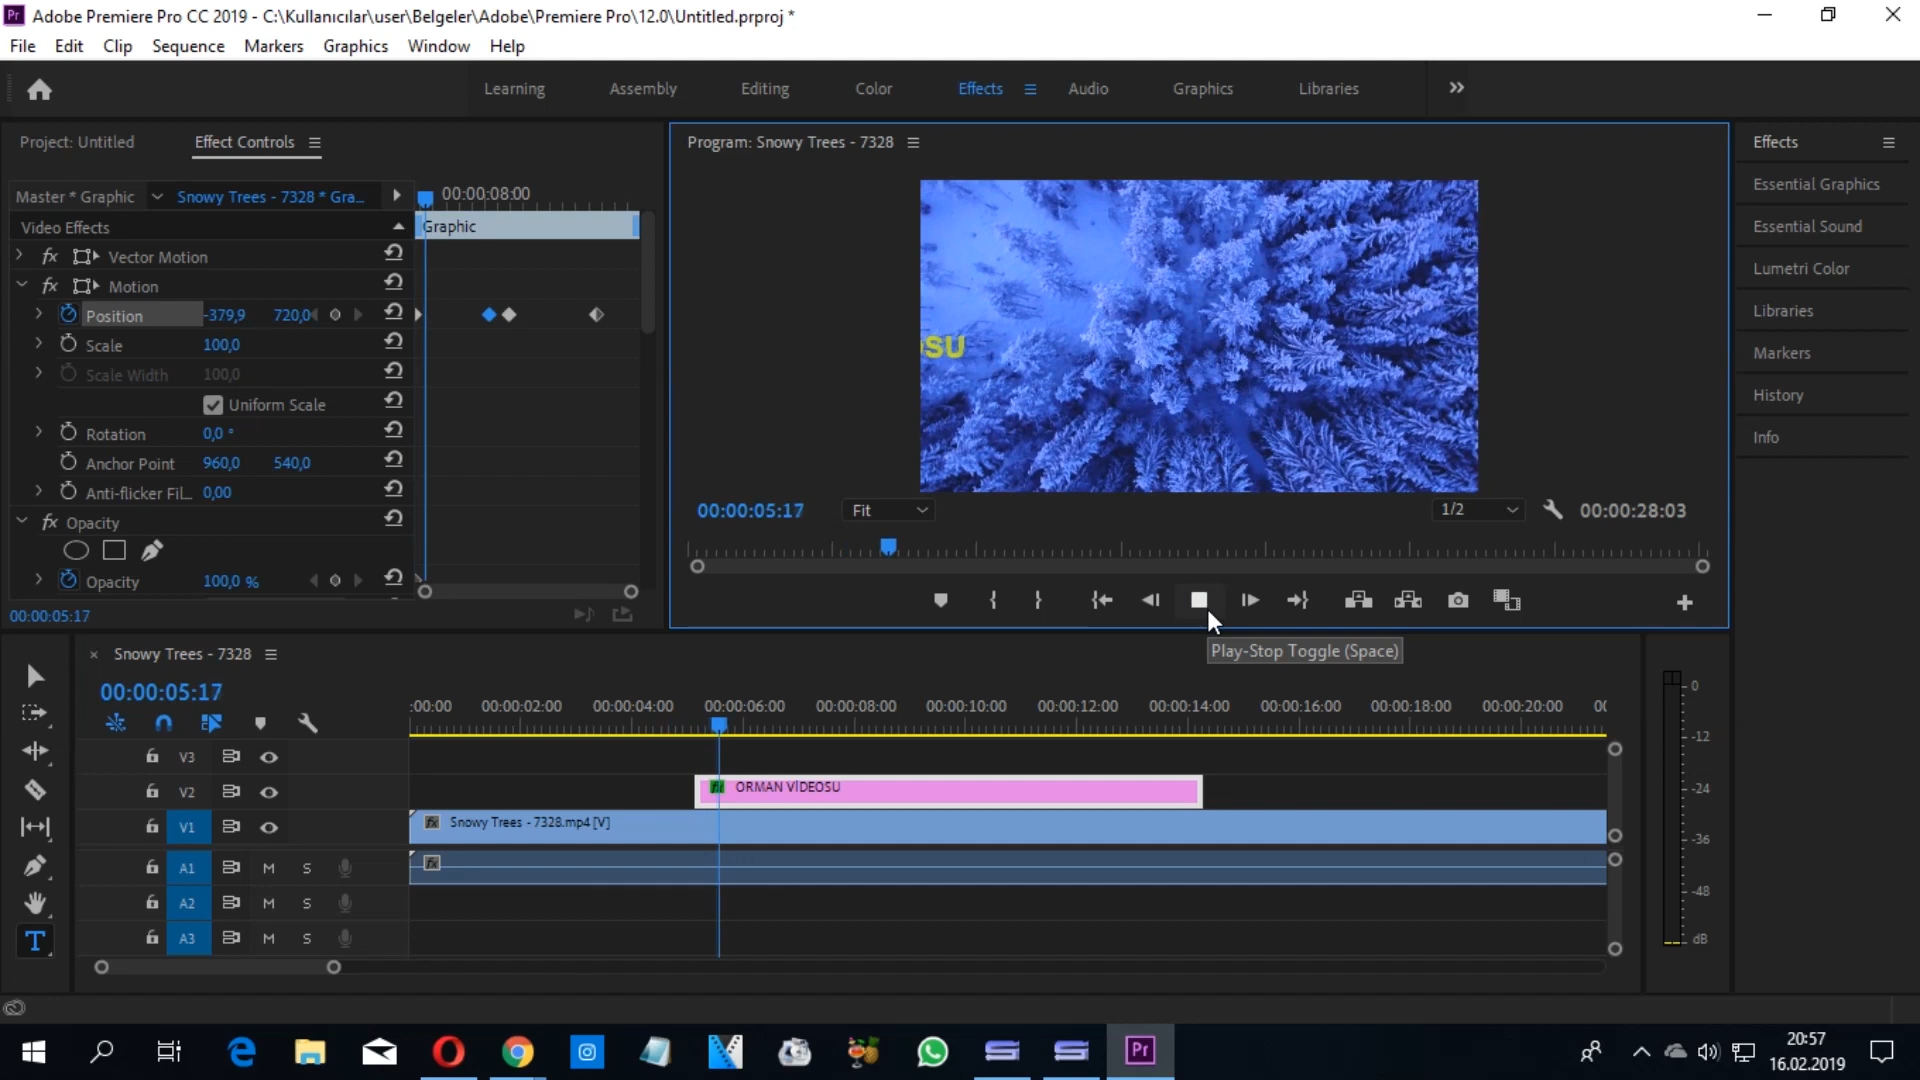 Adobe Premiere Pro CC 2019 - C:\Kullanıcılar\user\Belgeler\Adobe\Premiere Pro\12.0\Untitled.prproj *
File Edit Clip Sequence Markers Graphics Window Help
Learning Assembly Editing Color Effects Audio Graphics Libraries
Project: Untitled Effect Controls
Master * Graphic Snowy Trees - 7328 * Gra... 00:00:08:00
Video Effects Graphic
fx Vector Motion
fx Motion
Position -379,9 720,0
Scale 100,0
Scale Width 100,0
Uniform Scale
Rotation 0,0 °
Anchor Point 960,0 540,0
Anti-flicker Fil... 0,00
fx Opacity
Opacity 100,0 %
00:00:05:17
Program: Snowy Trees - 7328
OSU
00:00:05:17 Fit 1/2 00:00:28:03
Play-Stop Toggle (Space)
Effects
Essential Graphics
Essential Sound
Lumetri Color
Libraries
Markers
History
Info
Snowy Trees - 7328
00:00:05:17
:00:00 00:00:02:00 00:00:04:00 00:00:06:00 00:00:08:00 00:00:10:00 00:00:12:00 00:00:14:00 00:00:16:00 00:00:18:00 00:00:20:00 00
V3
V2 fx ORMAN VİDEOSU
V1 fx Snowy Trees - 7328.mp4 [V]
A1 M S fx
A2 M S
A3 M S
0
-12
-24
-36
-48
dB
Pr
20:57
16.02.2019